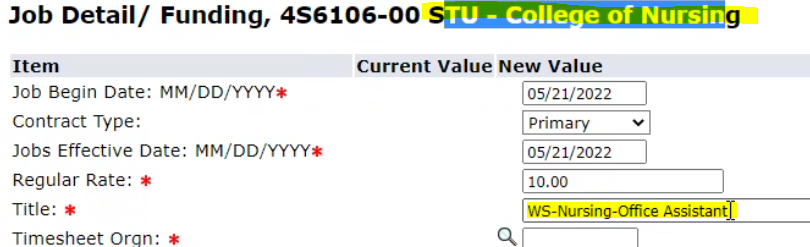 Job Detail/ Funding, 4S6106-00 STU - College of Nursing
Item Current Value New Value
Job Begin Date: MM/DD/YYYY* 05/21/2022
Contract Type: Primary
Jobs Effective Date: MM/DD/YYYY* 05/21/2022
Regular Rate: * 10.00
Title: * WS-Nursing-Office Assistant
Timesheet Orgn: *